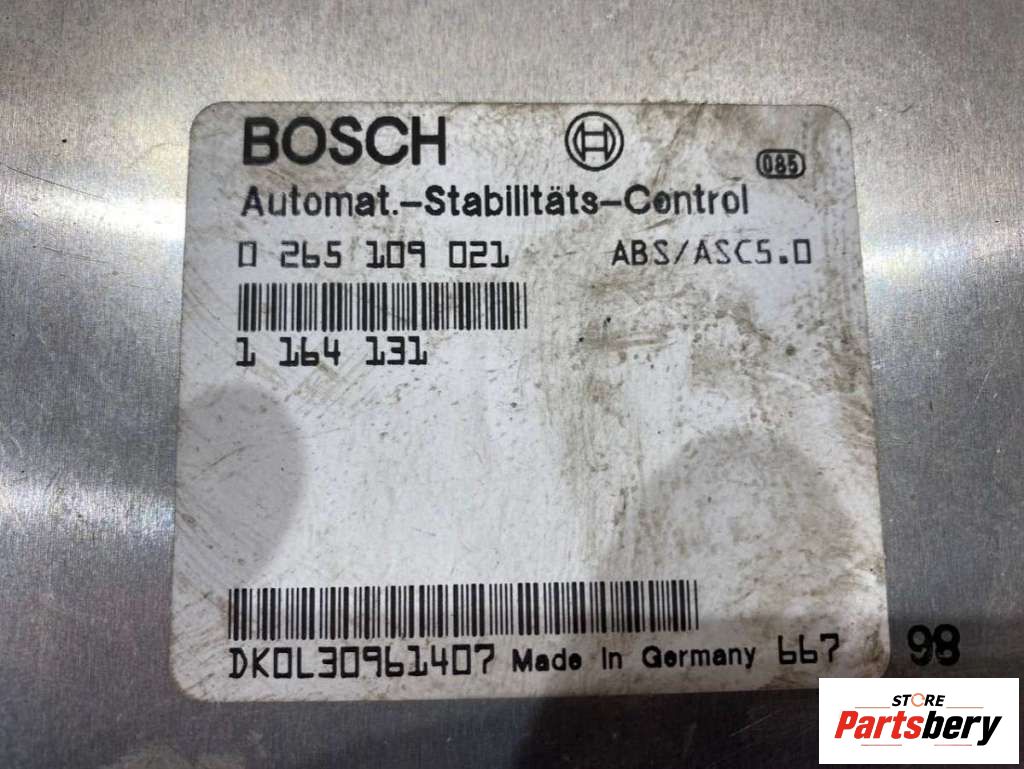 BOSCH
085
Automat.-Stabilitäts-Control
0 265 109 021 ABS/ASC5.0
1 164 131
DK0L30961407 Made in Germany 667
98
STORE
Partsbery